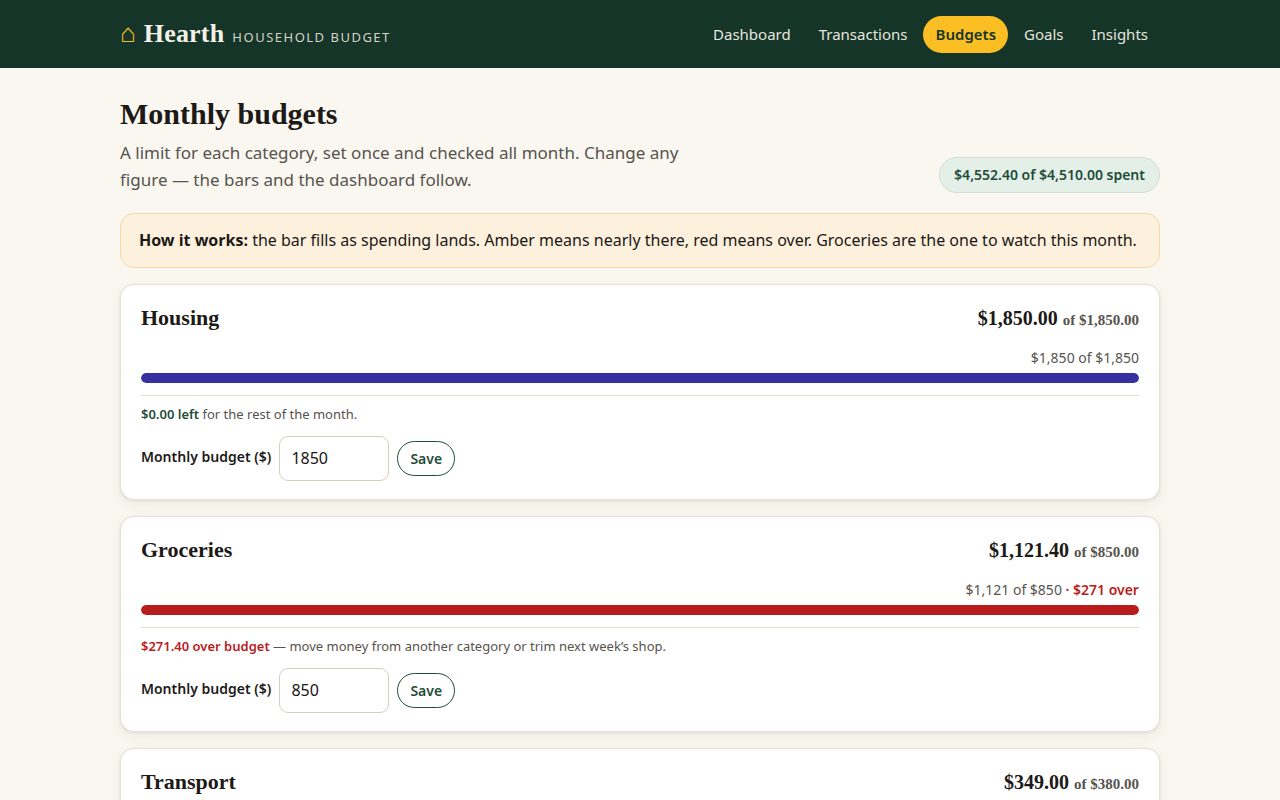 ⌂ Hearth HOUSEHOLD BUDGET
Dashboard Transactions Budgets Goals Insights
Monthly budgets
A limit for each category, set once and checked all month. Change any
figure — the bars and the dashboard follow.
$4,552.40 of $4,510.00 spent
How it works: the bar fills as spending lands. Amber means nearly there, red means over. Groceries are the one to watch this month.
Housing
$1,850.00 of $1,850.00
$1,850 of $1,850
$0.00 left for the rest of the month.
Monthly budget ($) 1850 Save
Groceries
$1,121.40 of $850.00
$1,121 of $850 · $271 over
$271.40 over budget — move money from another category or trim next week’s shop.
Monthly budget ($) 850 Save
Transport
$349.00 of $380.00